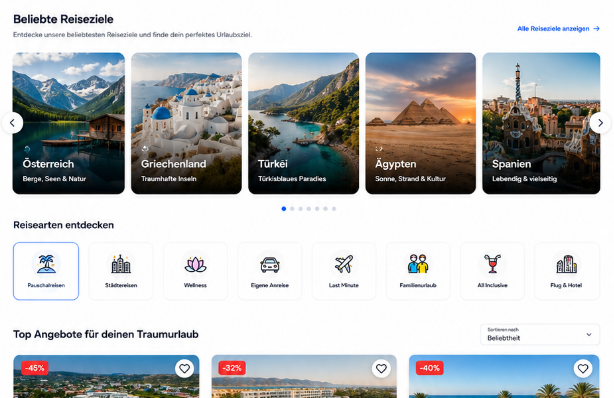 Beliebte Reiseziele
Entdecke unsere beliebtesten Reiseziele und finde dein perfektes Urlaubsziel.
Alle Reiseziele anzeigen
Österreich
Berge, Seen & Natur
Griechenland
Traumhafte Inseln
Türkei
Türkisblaues Paradies
Ägypten
Sonne, Strand & Kultur
Spanien
Lebendig & vielseitig
Reisearten entdecken
Pauschalreisen
Städtereisen
Wellness
Eigene Anreise
Last Minute
Familienurlaub
All Inclusive
Flug & Hotel
Top Angebote für deinen Traumurlaub
Sortieren nach
Beliebtheit
-45%
-32%
-40%